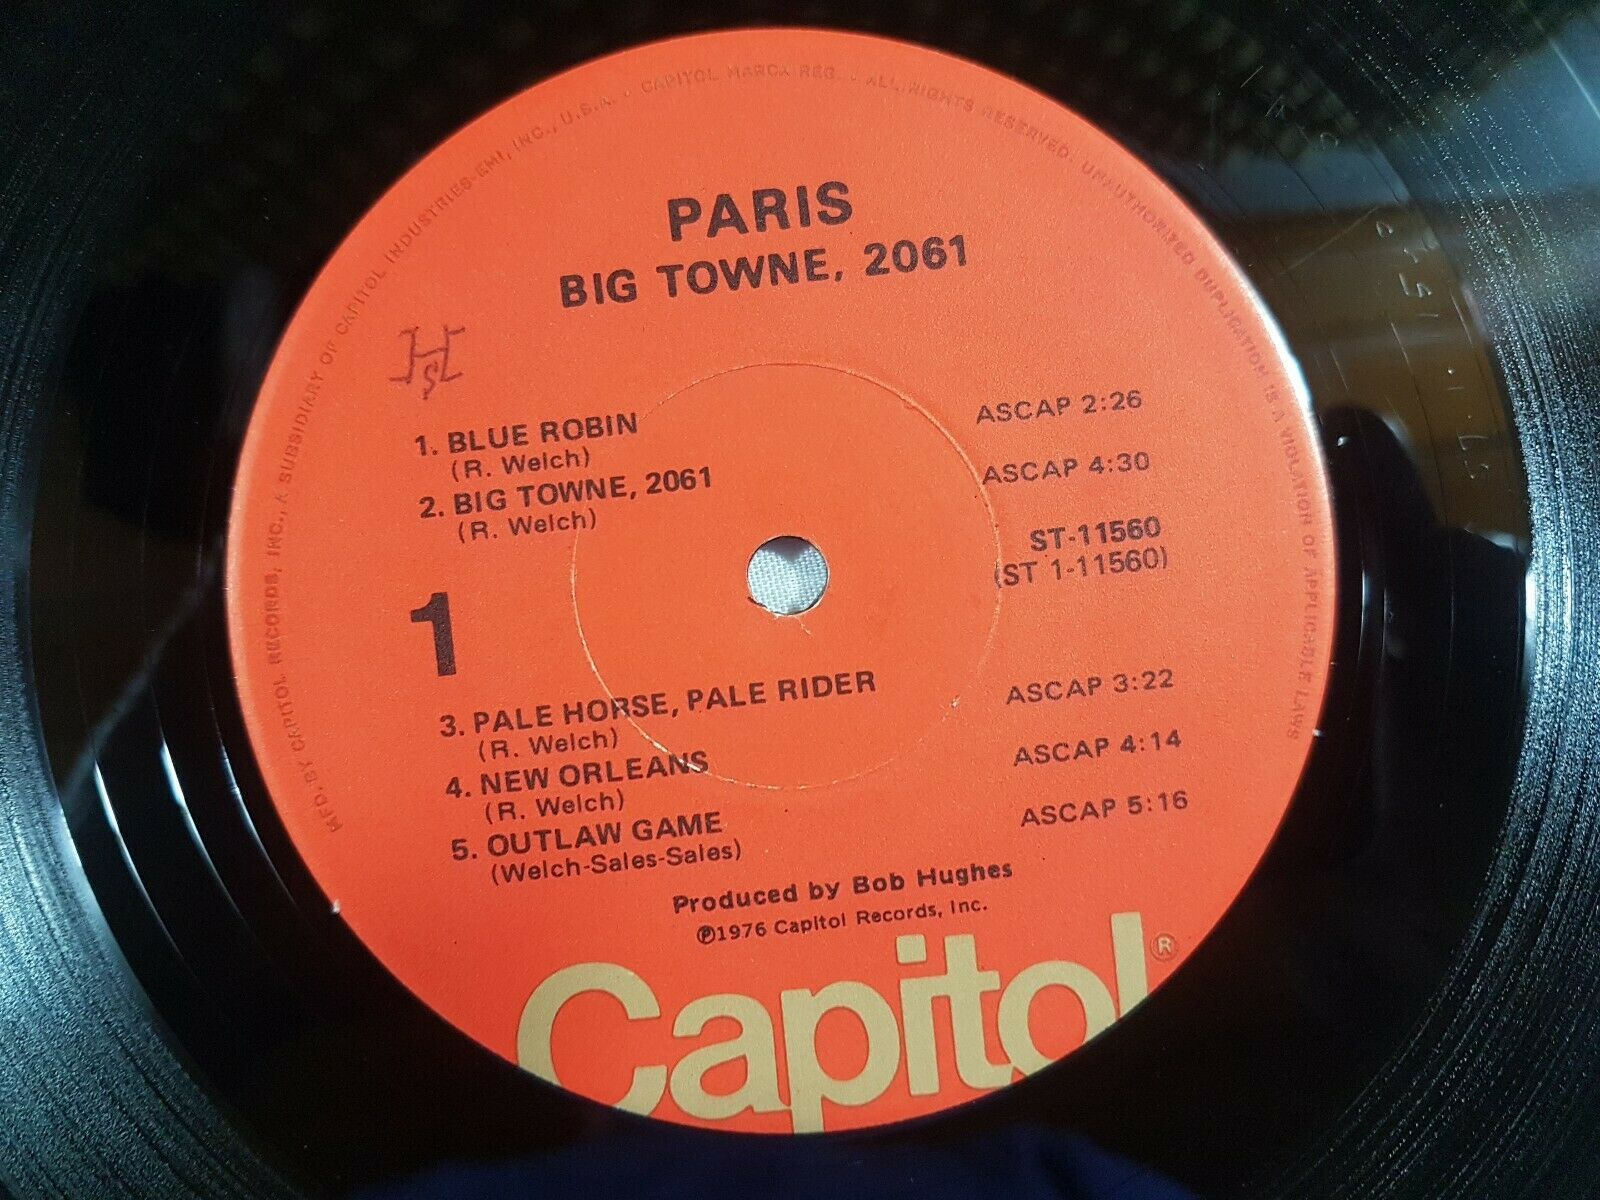 MFD. BY CAPITOL RECORDS, INC., A SUBSIDIARY OF CAPITOL INDUSTRIES-EMI, INC., U.S.A. • CAPITOL MARCA REG. • ALL RIGHTS RESERVED. UNAUTHORIZED DUPLICATION IS A VIOLATION OF APPLICABLE LAWS
PARIS
BIG TOWNE, 2061
HSL
1. BLUE ROBIN ASCAP 2:26
(R. Welch)
2. BIG TOWNE, 2061 ASCAP 4:30
(R. Welch)
ST-11560
(ST 1-11560)
1
3. PALE HORSE, PALE RIDER ASCAP 3:22
(R. Welch)
4. NEW ORLEANS ASCAP 4:14
(R. Welch)
5. OUTLAW GAME ASCAP 5:16
(Welch-Sales-Sales)
Produced by Bob Hughes
℗1976 Capitol Records, Inc.
Capitol®